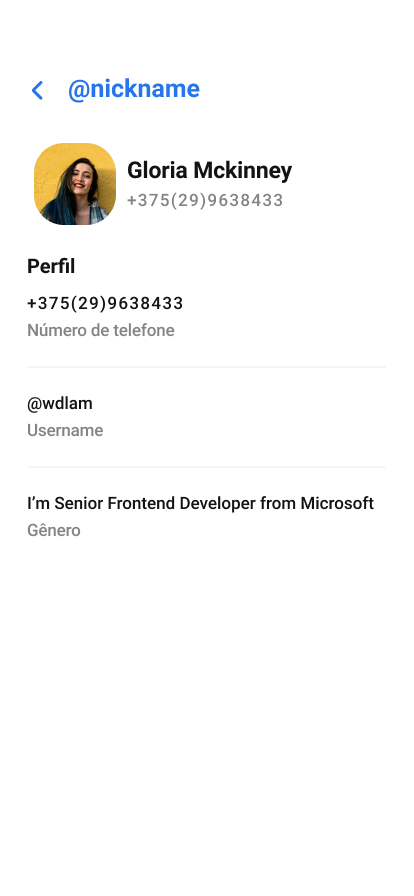 @nickname
Gloria Mckinney
+375(29)9638433
Perfil
+375(29)9638433
Número de telefone
@wdlam
Username
I’m Senior Frontend Developer from Microsoft
Gênero